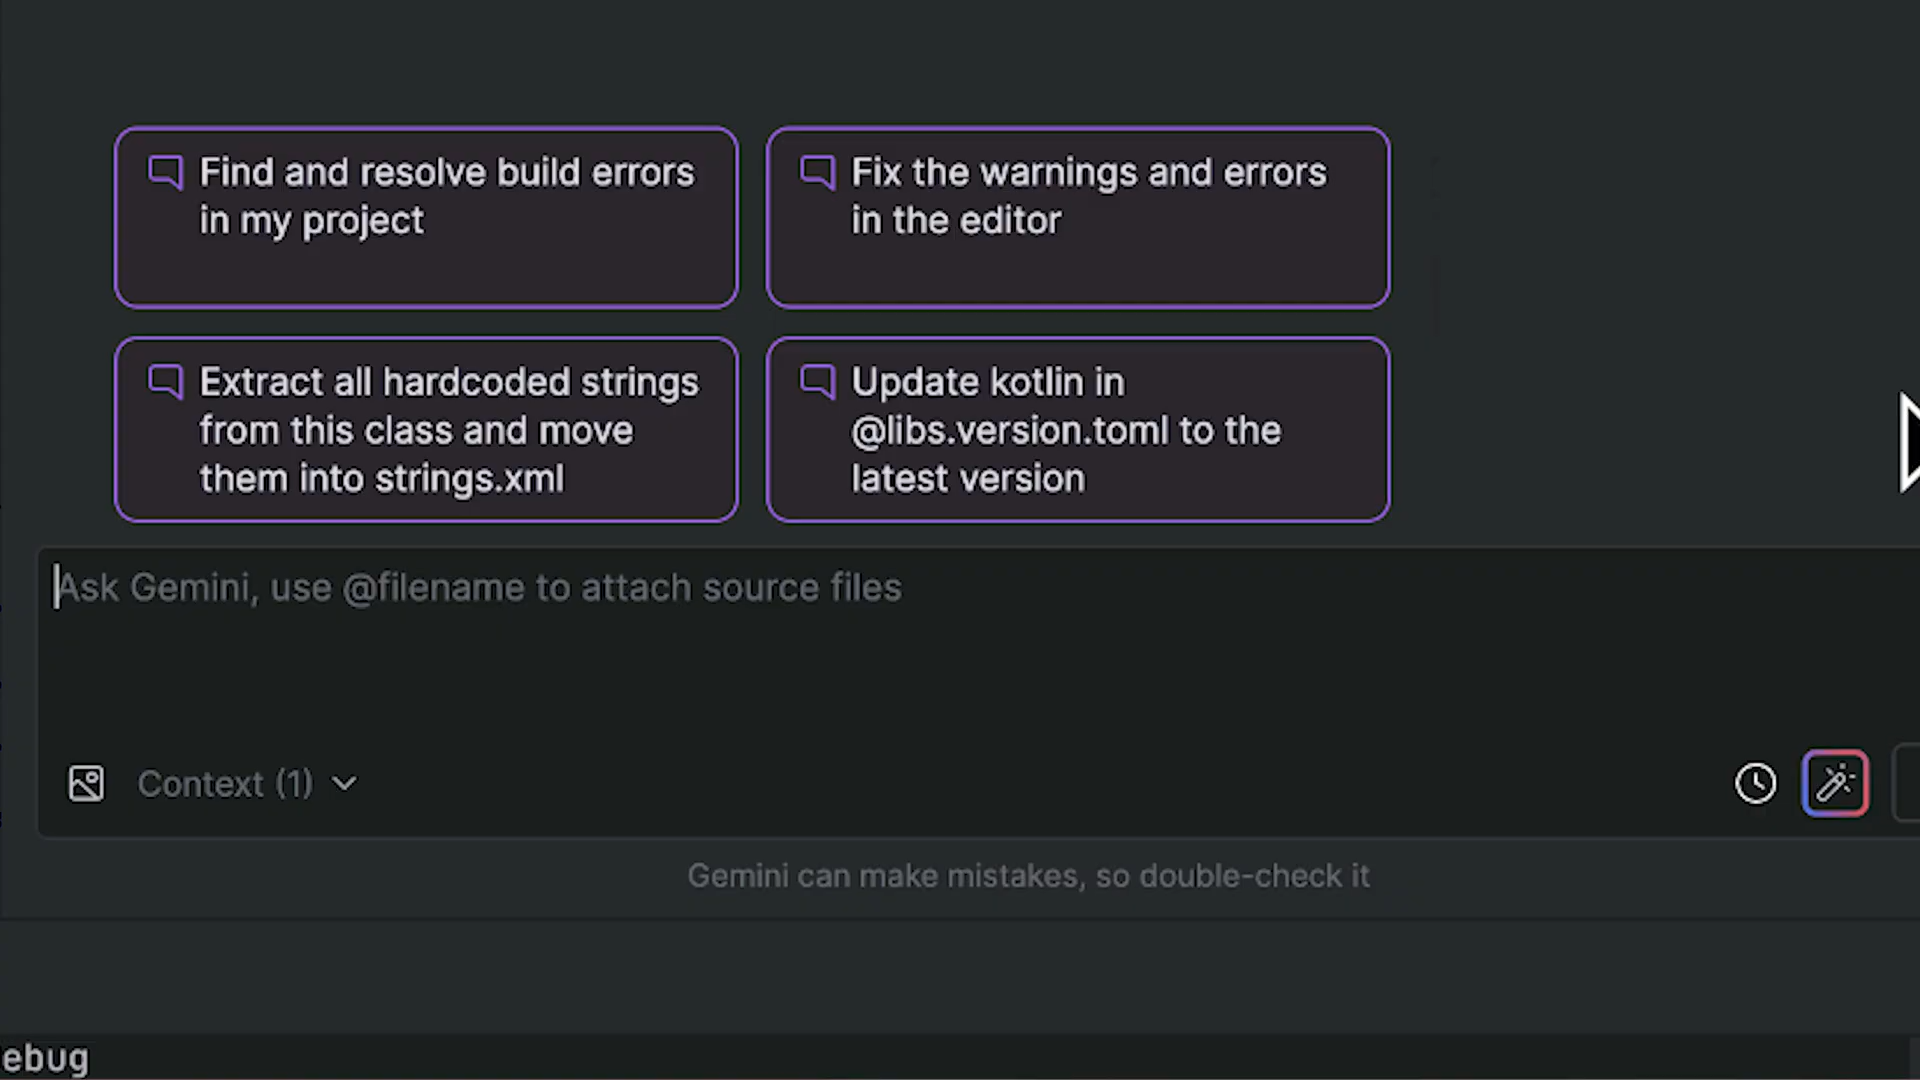 Find and resolve build errors
in my project
Fix the warnings and errors
in the editor
Extract all hardcoded strings
from this class and move
them into strings.xml
Update kotlin in
@libs.version.toml to the
latest version
Ask Gemini, use @filename to attach source files
Context (1)
Gemini can make mistakes, so double-check it
ebug